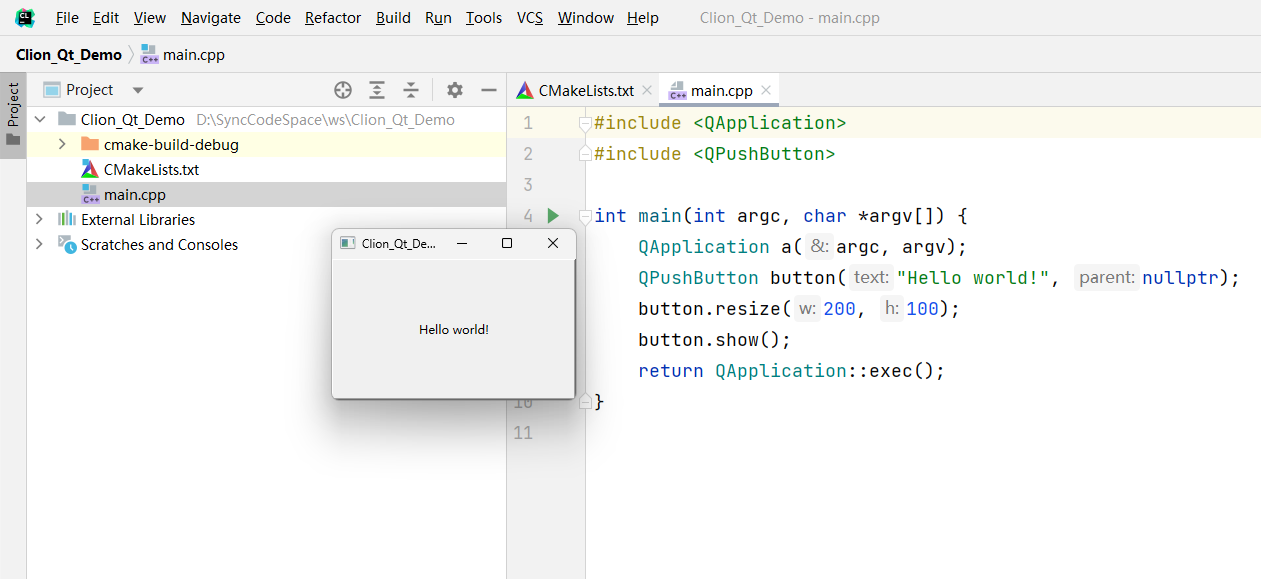 CL File Edit View Navigate Code Refactor Build Run Tools VCS Window Help Clion_Qt_Demo - main.cpp
Clion_Qt_Demo C++ main.cpp
Project
Project
CMakeLists.txt
C++ main.cpp
Clion_Qt_Demo D:\SyncCodeSpace\ws\Clion_Qt_Demo
cmake-build-debug
CMakeLists.txt
C++ main.cpp
External Libraries
Scratches and Consoles
1 #include <QApplication>
2 #include <QPushButton>
3
4 int main(int argc, char *argv[]) {
QApplication a( &: argc, argv);
QPushButton button( text: "Hello world!", parent: nullptr);
button.resize( w: 200, h: 100);
button.show();
return QApplication::exec();
10 }
11
Clion_Qt_De...
Hello world!